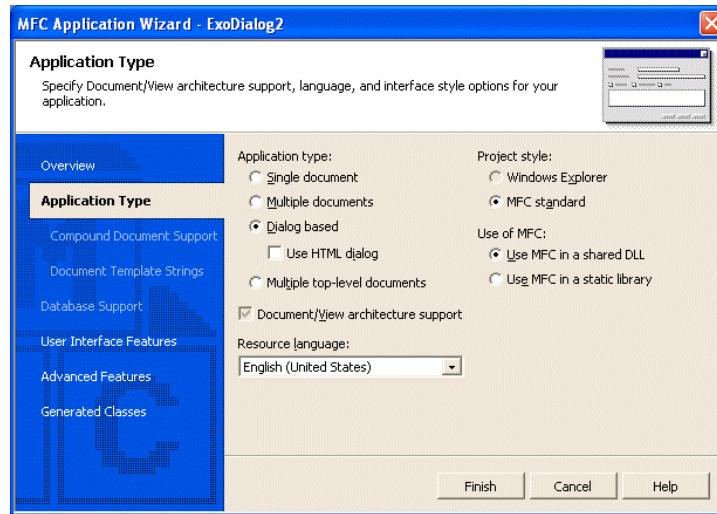 MFC Application Wizard - ExoDialog2
Application Type
Specify Document/View architecture support, language, and interface style options for your
application.
Overview
Application Type
Compound Document Support
Document Template Strings
Database Support
User Interface Features
Advanced Features
Generated Classes
Application type:
Single document
Multiple documents
Dialog based
Use HTML dialog
Multiple top-level documents
Document/View architecture support
Resource language:
English (United States)
Project style:
Windows Explorer
MFC standard
Use of MFC:
Use MFC in a shared DLL
Use MFC in a static library
Finish
Cancel
Help